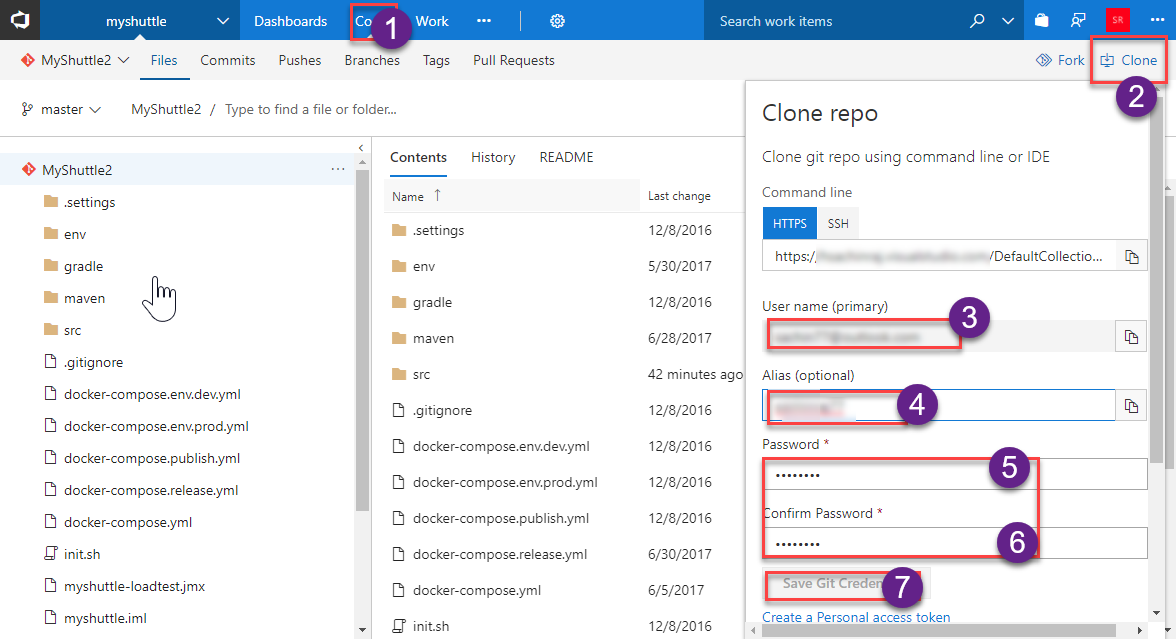 myshuttle
Dashboards
Co
1
Work
Search work items
SR
MyShuttle2
Files
Commits
Pushes
Branches
Tags
Pull Requests
Fork
Clone
2
master
MyShuttle2 / Type to find a file or folder...
MyShuttle2
.settings
env
gradle
maven
src
.gitignore
docker-compose.env.dev.yml
docker-compose.env.prod.yml
docker-compose.publish.yml
docker-compose.release.yml
docker-compose.yml
init.sh
myshuttle-loadtest.jmx
myshuttle.iml
Contents
History
README
Name ↑
Last change
.settings 12/8/2016
env 5/30/2017
gradle 12/8/2016
maven 6/28/2017
src 42 minutes ago
.gitignore 12/8/2016
docker-compose.env.dev.yml 12/8/2016
docker-compose.env.prod.yml 12/8/2016
docker-compose.publish.yml 12/8/2016
docker-compose.release.yml 6/30/2017
docker-compose.yml 6/5/2017
init.sh 12/8/2016
Clone repo
Clone git repo using command line or IDE
Command line
HTTPS
SSH
https:/ /DefaultCollectio...
User name (primary)
3
Alias (optional)
4
Password *
••••••••
5
Confirm Password *
••••••••
6
Save Git Creden
7
Create a Personal access token